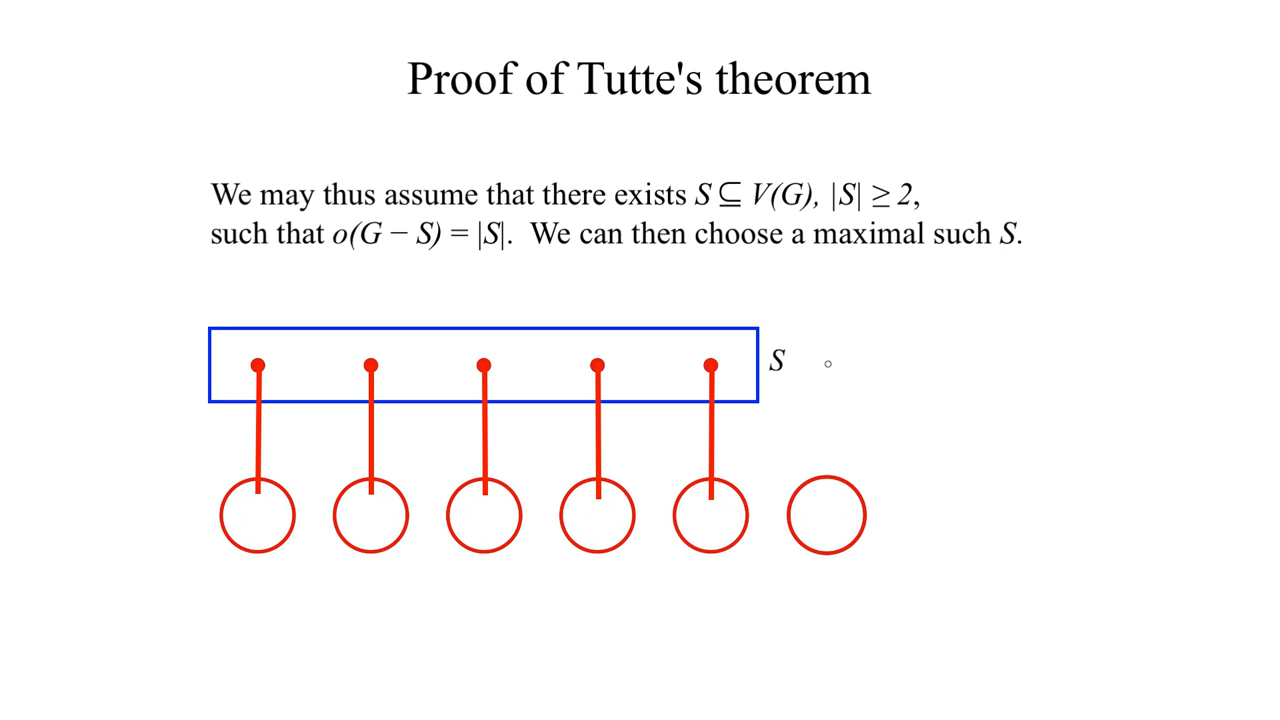 Proof of Tutte's theorem
We may thus assume that there exists S ⊆ V(G), |S| ≥ 2,
such that o(G − S) = |S|. We can then choose a maximal such S.
S